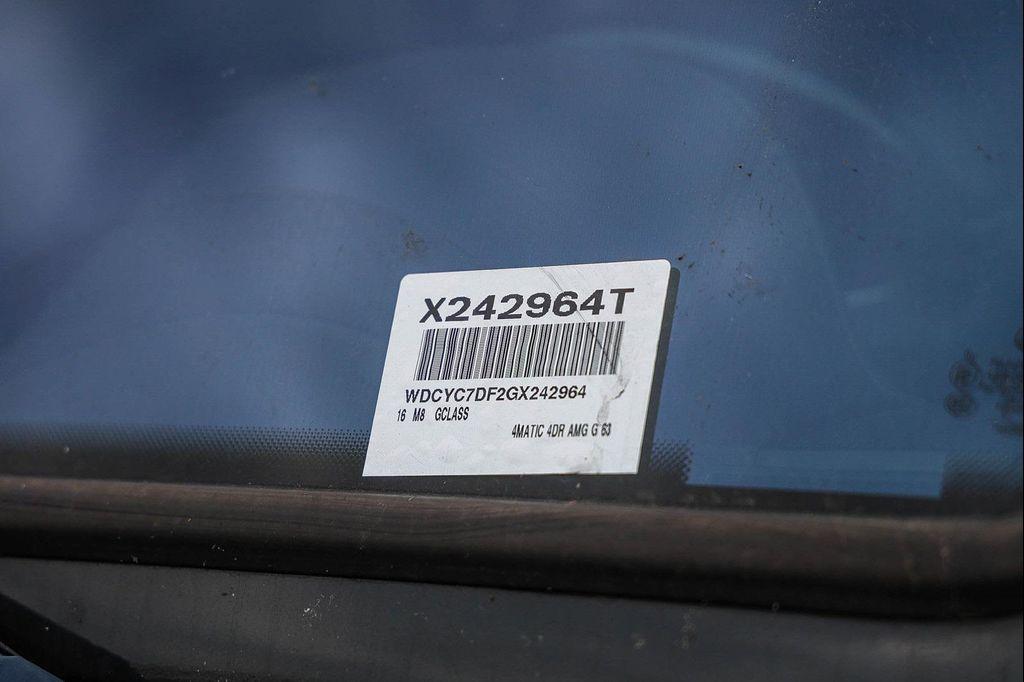 X242964T
WDCYC7DF2GX242964
16 M8 GCLASS
4MATIC 4DR AMG G 63